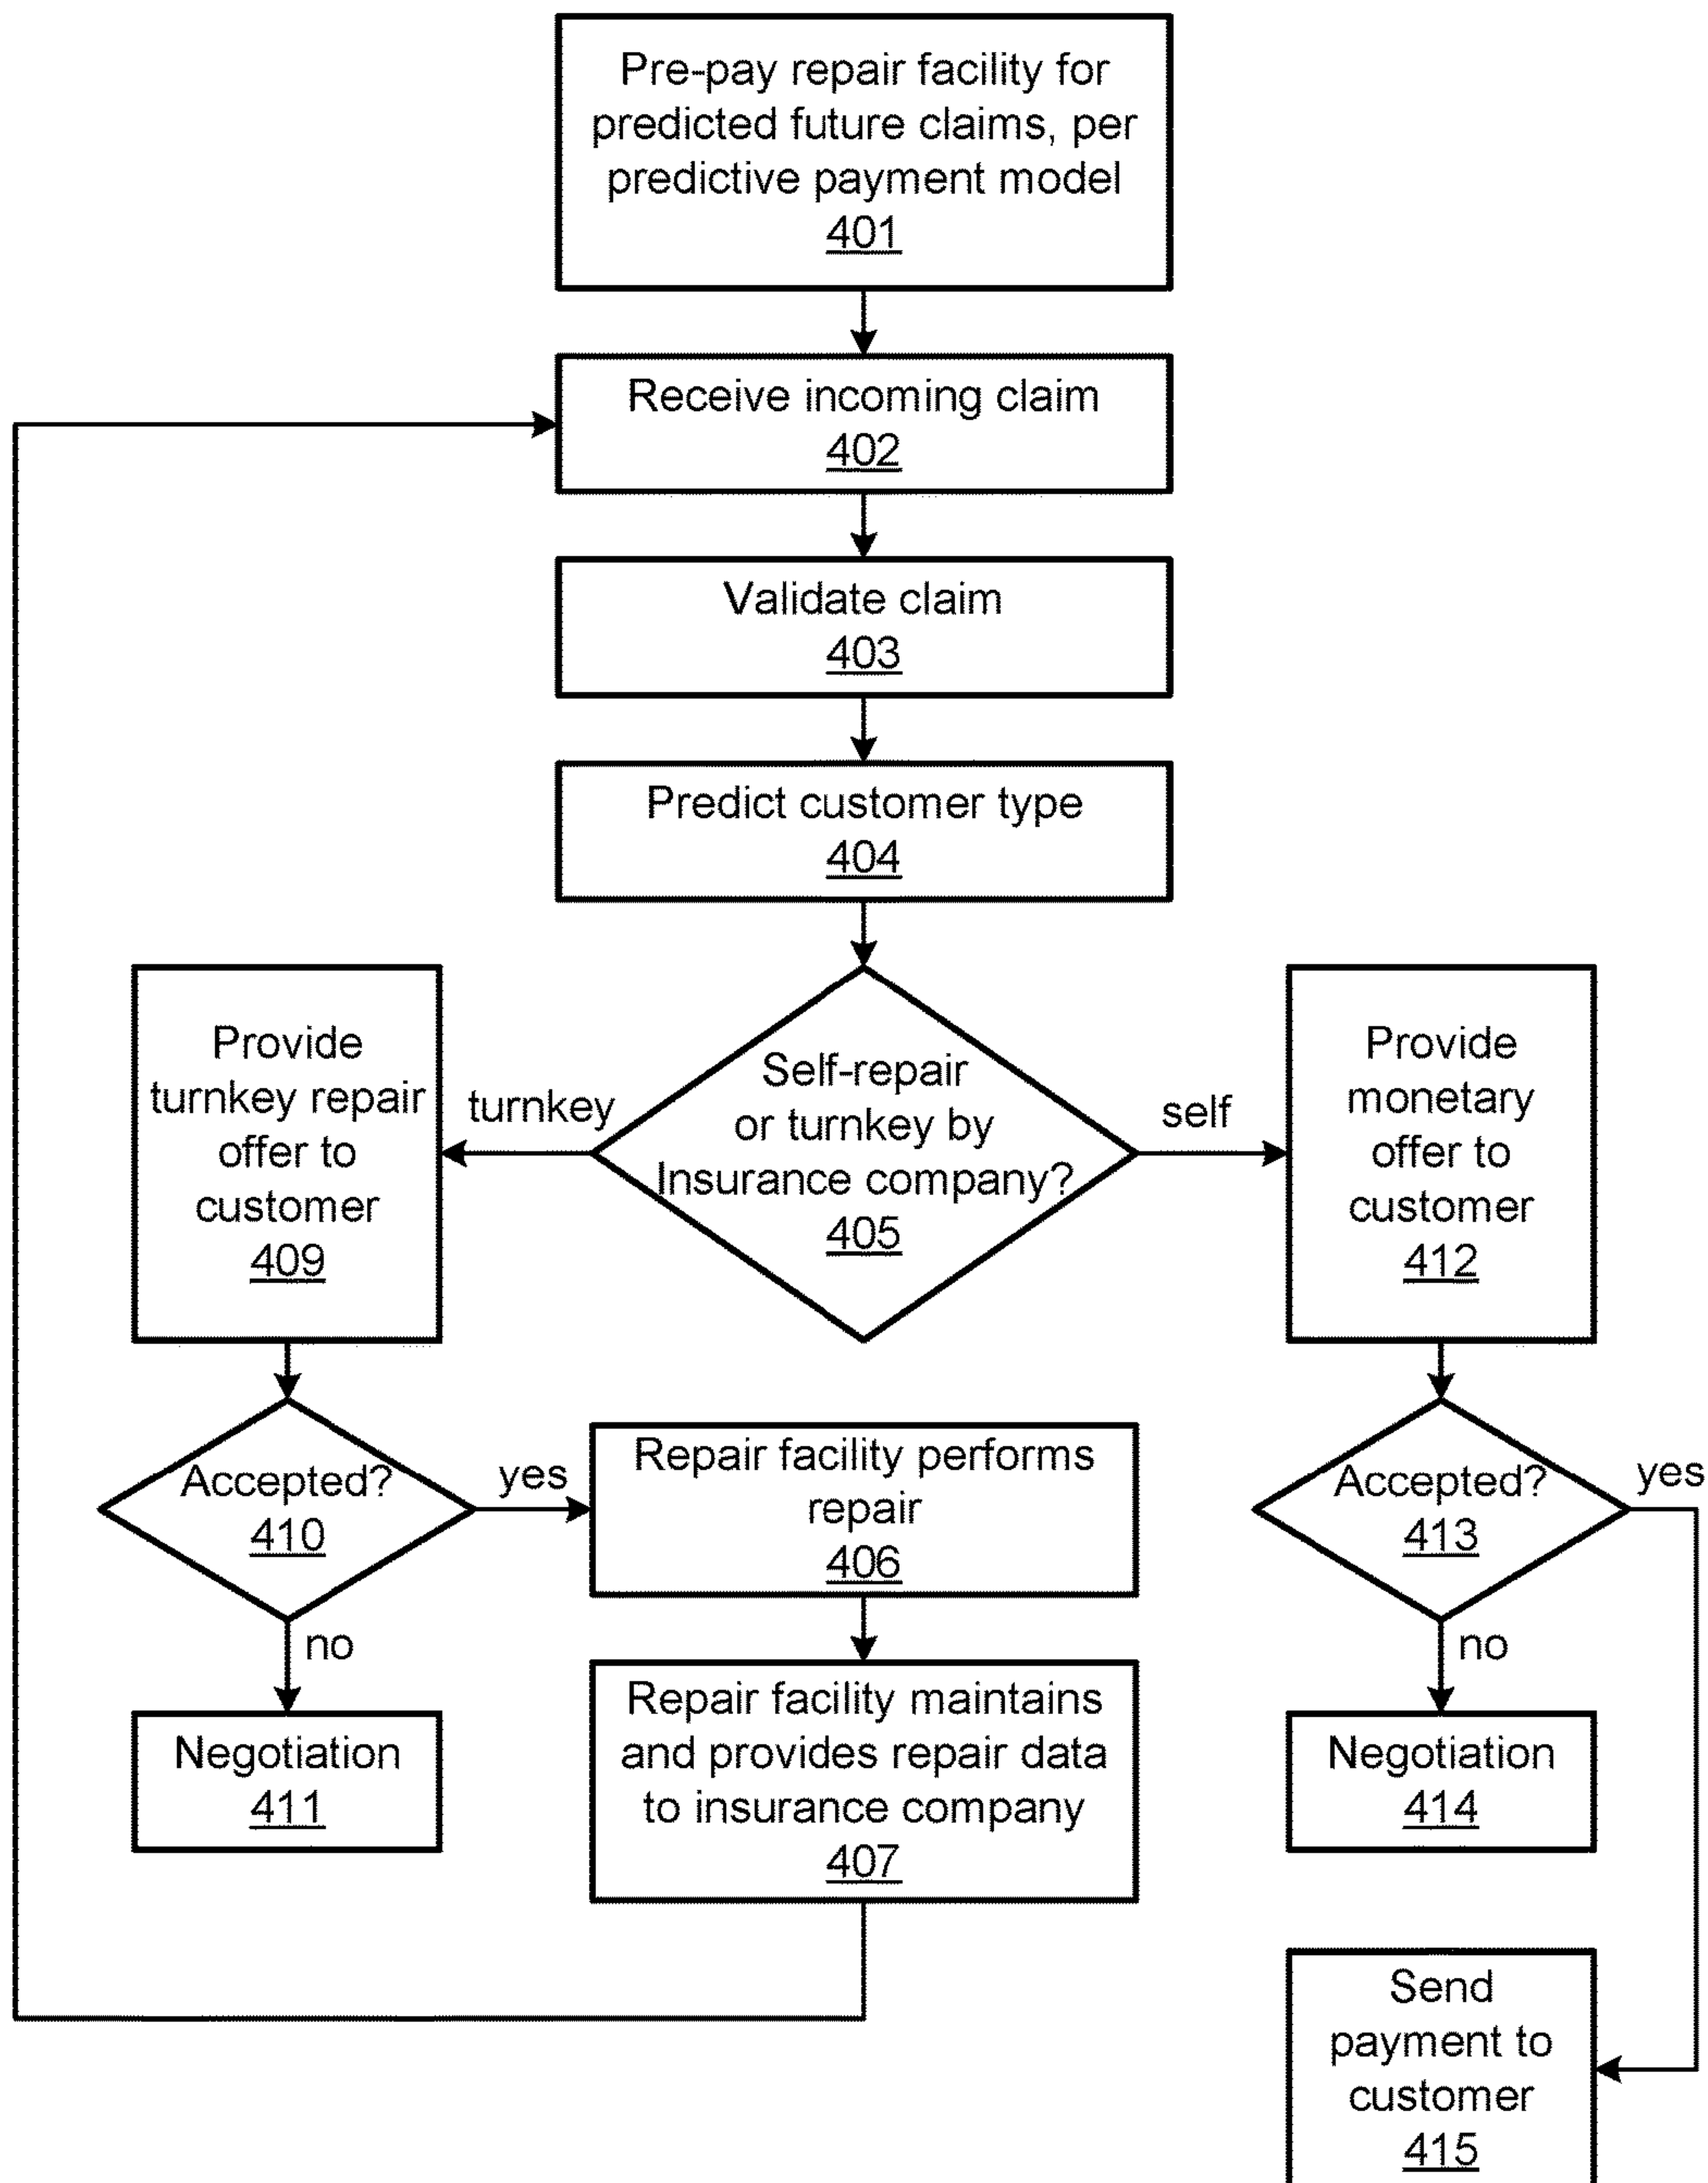 Pre-pay repair facility for
predicted future claims, per
predictive payment model
401
Receive incoming claim
402
Validate claim
403
Predict customer type
404
Self-repair
or turnkey by
Insurance company?
405
turnkey
self
Provide
turnkey repair
offer to
customer
409
Provide
monetary
offer to
customer
412
Accepted?
410
yes
no
Repair facility performs
repair
406
Repair facility maintains
and provides repair data
to insurance company
407
Negotiation
411
Accepted?
413
yes
no
Negotiation
414
Send
payment to
customer
415